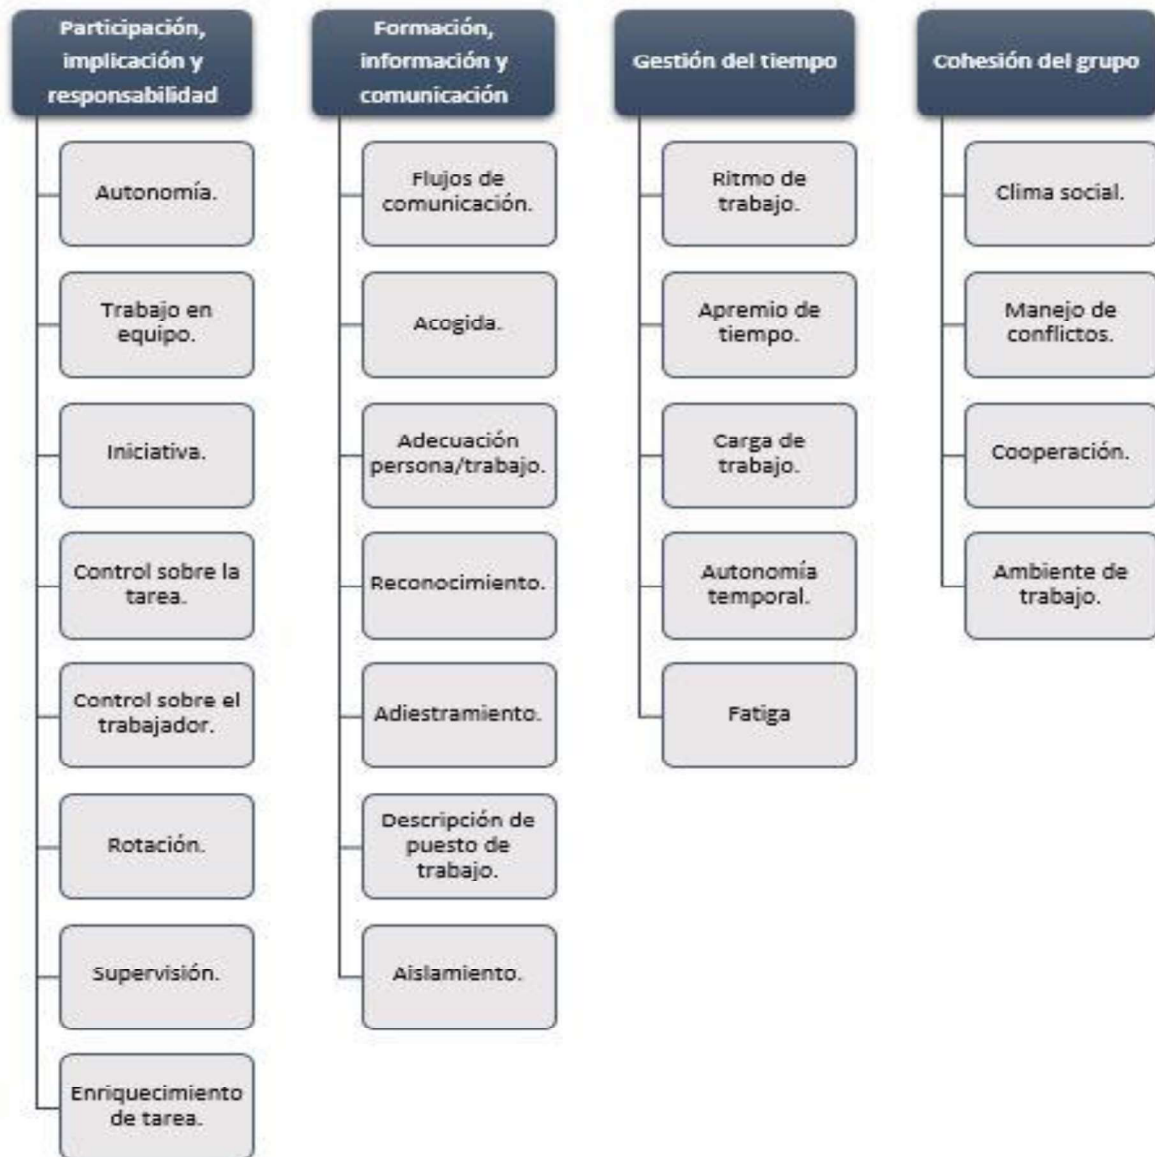 Participación,
implicación y
responsabilidad
Autonomía.
Trabajo en
equipo.
Iniciativa.
Control sobre la
tarea.
Control sobre el
trabajador.
Rotación.
Supervisión.
Enriquecimiento
de tarea.
Formación,
información y
comunicación
Flujos de
comunicación.
Acogida.
Adecuación
persona/trabajo.
Reconocimiento.
Adiestramiento.
Descripción de
puesto de
trabajo.
Aislamiento.
Gestión del tiempo
Ritmo de
trabajo.
Apremio de
tiempo.
Carga de
trabajo.
Autonomía
temporal.
Fatiga
Cohesión del grupo
Clima social.
Manejo de
conflictos.
Cooperación.
Ambiente de
trabajo.